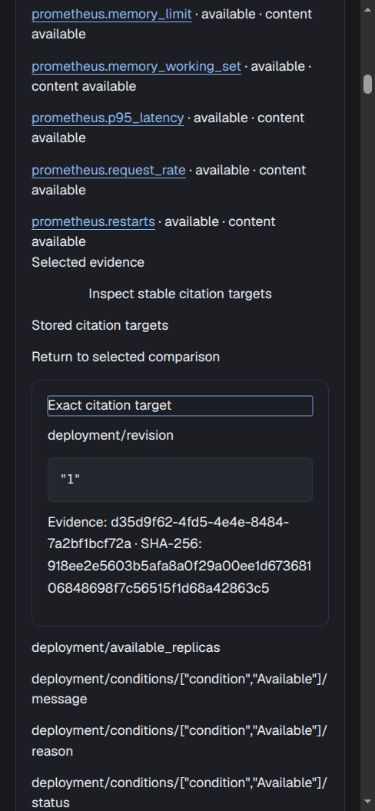 prometheus.memory_limit · available · content
available
prometheus.memory_working_set · available ·
content available
prometheus.p95_latency · available · content
available
prometheus.request_rate · available · content
available
prometheus.restarts · available · content
available
Selected evidence
Inspect stable citation targets
Stored citation targets
Return to selected comparison
Exact citation target
deployment/revision
"1"
Evidence: d35d9f62-4fd5-4e4e-8484-
7a2bf1bcf72a · SHA-256:
918ee2e5603b5afa8a0f29a00ee1d673681
06848698f7c56515f1d68a42863c5
deployment/available_replicas
deployment/conditions/["condition","Available"]/
message
deployment/conditions/["condition","Available"]/
reason
deployment/conditions/["condition","Available"]/
status